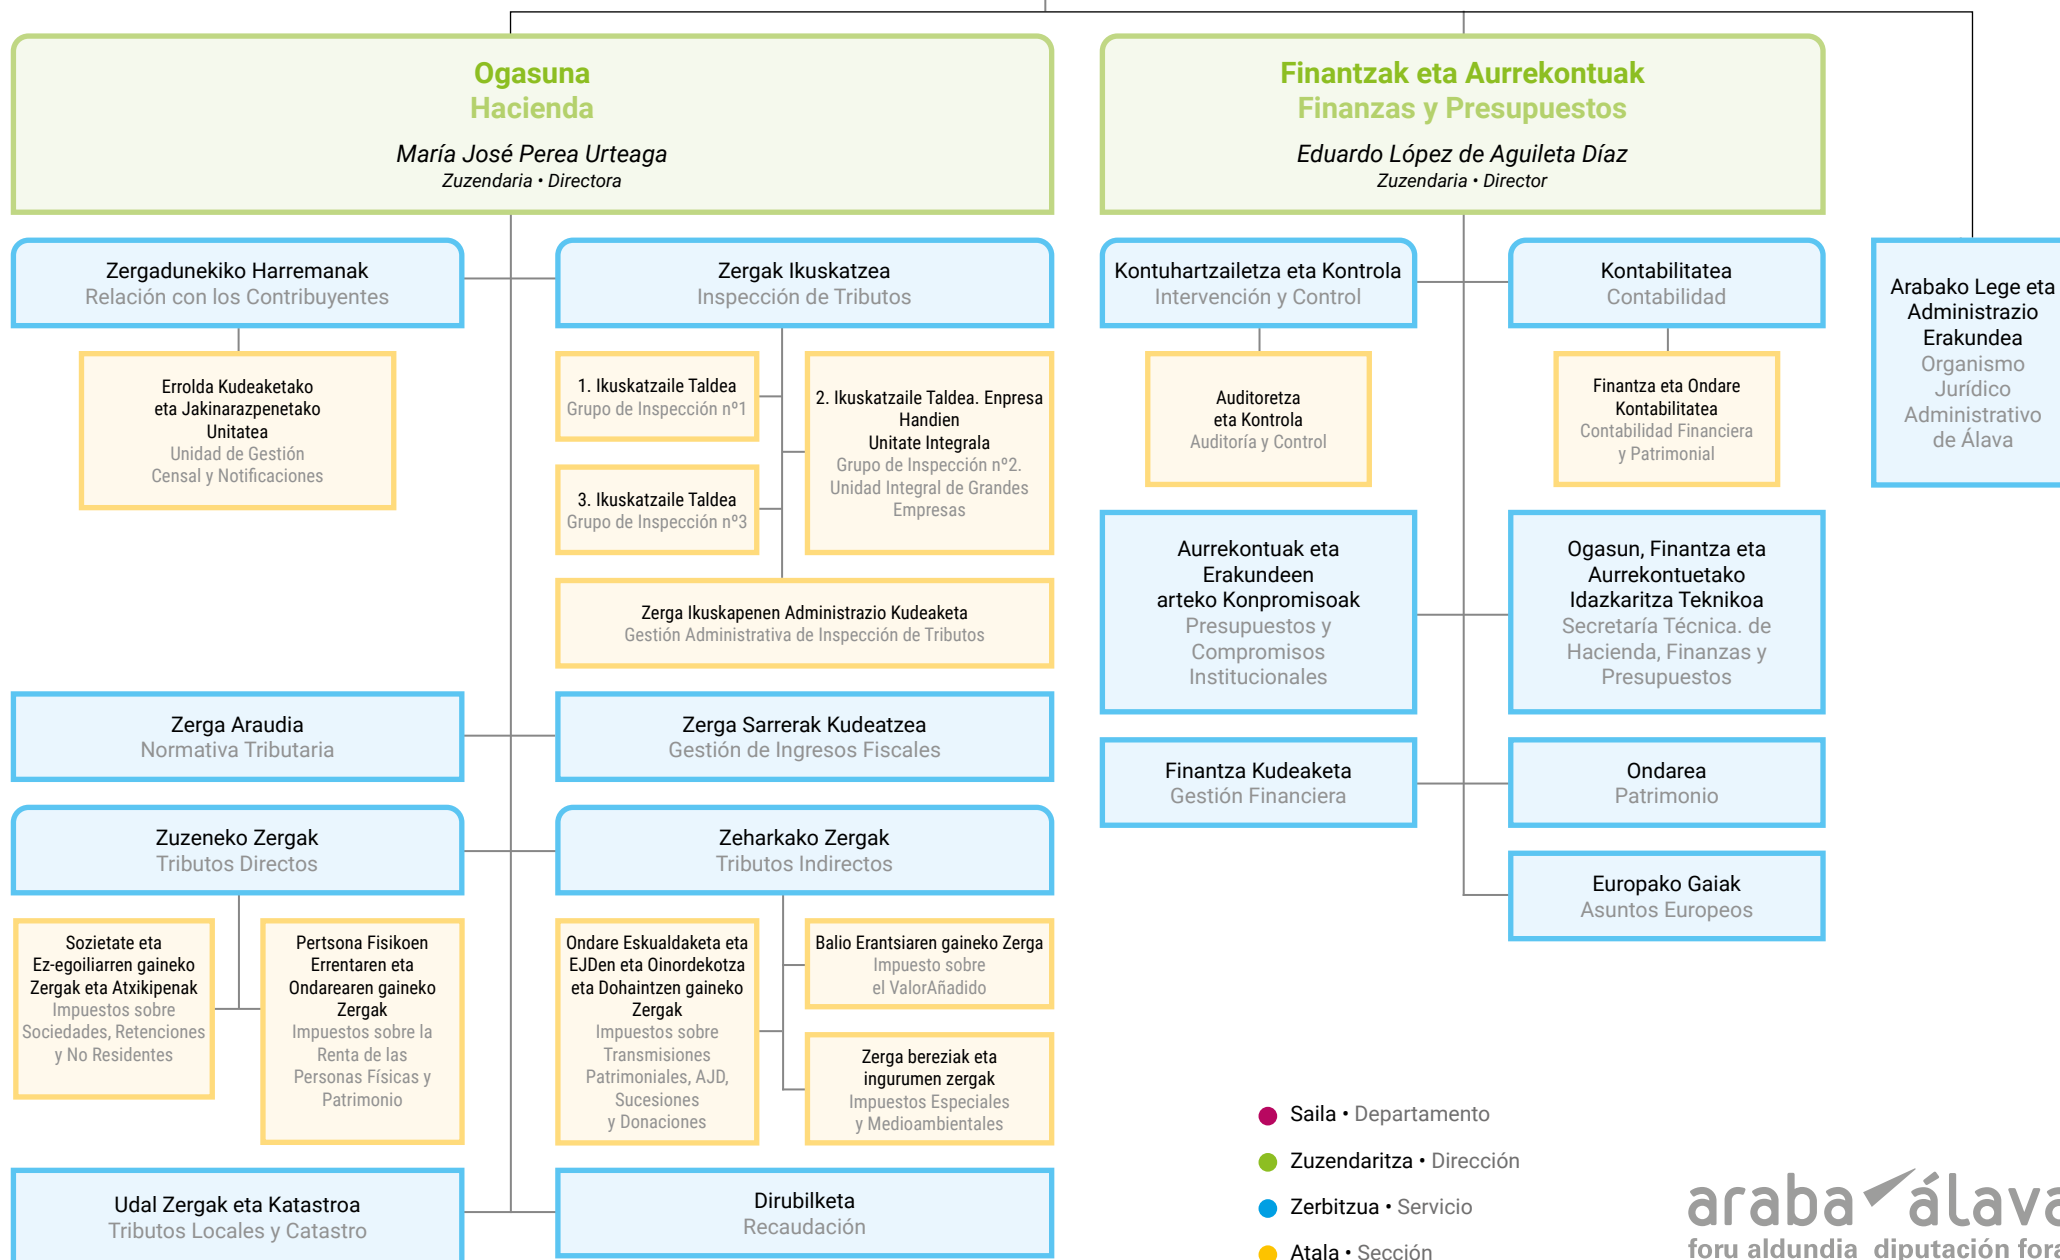 Ogasuna
Hacienda
María José Perea Urteaga
Zuzendaria • Directora
Finantzak eta Aurrekontuak
Finanzas y Presupuestos
Eduardo López de Aguileta Díaz
Zuzendaria • Director
Zergadunekiko Harremanak
Relación con los Contribuyentes
Errolda Kudeaketako
eta Jakinarazpenetako
Unitatea
Unidad de Gestión
Censal y Notificaciones
Zergak Ikuskatzea
Inspección de Tributos
1. Ikuskatzaile Taldea
Grupo de Inspección nº1
2. Ikuskatzaile Taldea. Enpresa
Handien
Unitate Integrala
Grupo de Inspección nº2.
Unidad Integral de Grandes
Empresas
3. Ikuskatzaile Taldea
Grupo de Inspección nº3
Zerga Ikuskapenen Administrazio Kudeaketa
Gestión Administrativa de Inspección de Tributos
Zerga Araudia
Normativa Tributaria
Zerga Sarrerak Kudeatzea
Gestión de Ingresos Fiscales
Zuzeneko Zergak
Tributos Directos
Sozietate eta
Ez-egoiliarren gaineko
Zergak eta Atxikipenak
Impuestos sobre
Sociedades, Retenciones
y No Residentes
Pertsona Fisikoen
Errentaren eta
Ondarearen gaineko
Zergak
Impuestos sobre la
Renta de las
Personas Físicas y
Patrimonio
Zeharkako Zergak
Tributos Indirectos
Ondare Eskualdaketa eta
EJDen eta Oinordekotza
eta Dohaintzen gaineko
Zergak
Impuestos sobre
Transmisiones
Patrimoniales, AJD,
Sucesiones
y Donaciones
Balio Erantsiaren gaineko Zerga
Impuesto sobre
el ValorAñadido
Zerga bereziak eta
ingurumen zergak
Impuestos Especiales
y Medioambientales
Udal Zergak eta Katastroa
Tributos Locales y Catastro
Dirubilketa
Recaudación
Kontuhartzailetza eta Kontrola
Intervención y Control
Auditoretza
eta Kontrola
Auditoría y Control
Kontabilitatea
Contabilidad
Finantza eta Ondare
Kontabilitatea
Contabilidad Financiera
y Patrimonial
Aurrekontuak eta
Erakundeen
arteko Konpromisoak
Presupuestos y
Compromisos
Institucionales
Ogasun, Finantza eta
Aurrekontuetako
Idazkaritza Teknikoa
Secretaría Técnica. de
Hacienda, Finanzas y
Presupuestos
Finantza Kudeaketa
Gestión Financiera
Ondarea
Patrimonio
Europako Gaiak
Asuntos Europeos
Arabako Lege eta
Administrazio
Erakundea
Organismo
Jurídico
Administrativo
de Álava
Saila • Departamento
Zuzendaritza • Dirección
Zerbitzua • Servicio
Atala • Sección
araba álava
foru aldundia diputación fora